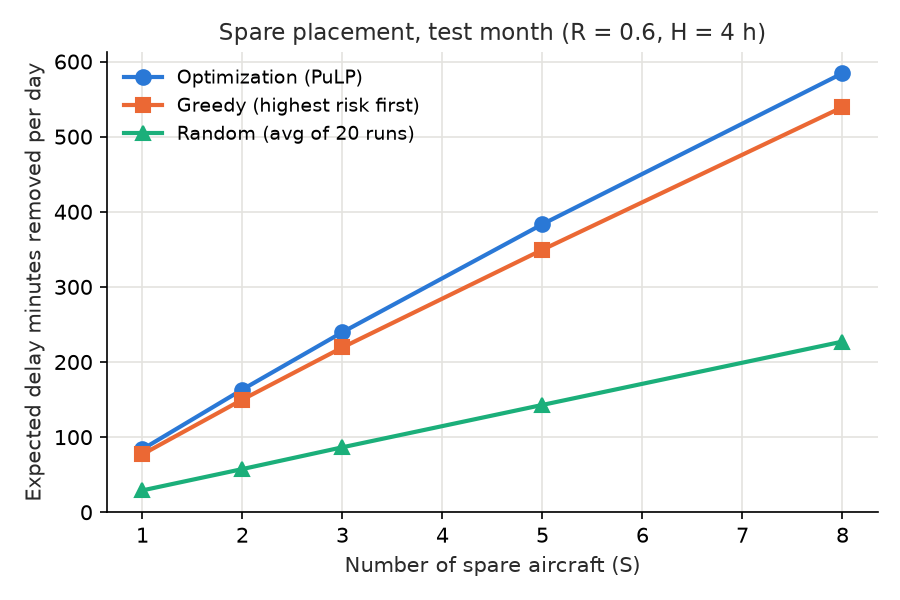 Spare placement, test month (R = 0.6, H = 4 h)
Optimization (PuLP)
Greedy (highest risk first)
Random (avg of 20 runs)
Expected delay minutes removed per day
600
500
400
300
200
100
0
1 2 3 4 5 6 7 8
Number of spare aircraft (S)